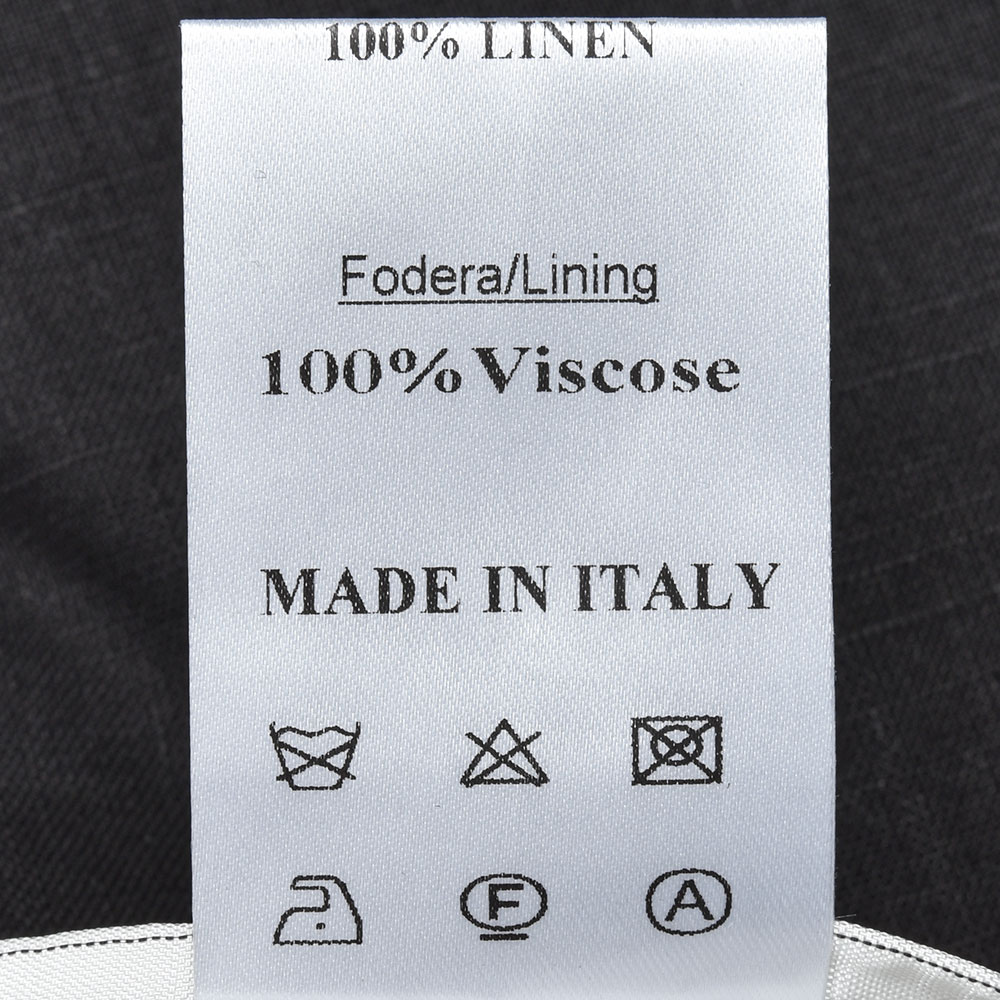 100% LINEN
Fodera/Lining
100% Viscose
MADE IN ITALY
F A